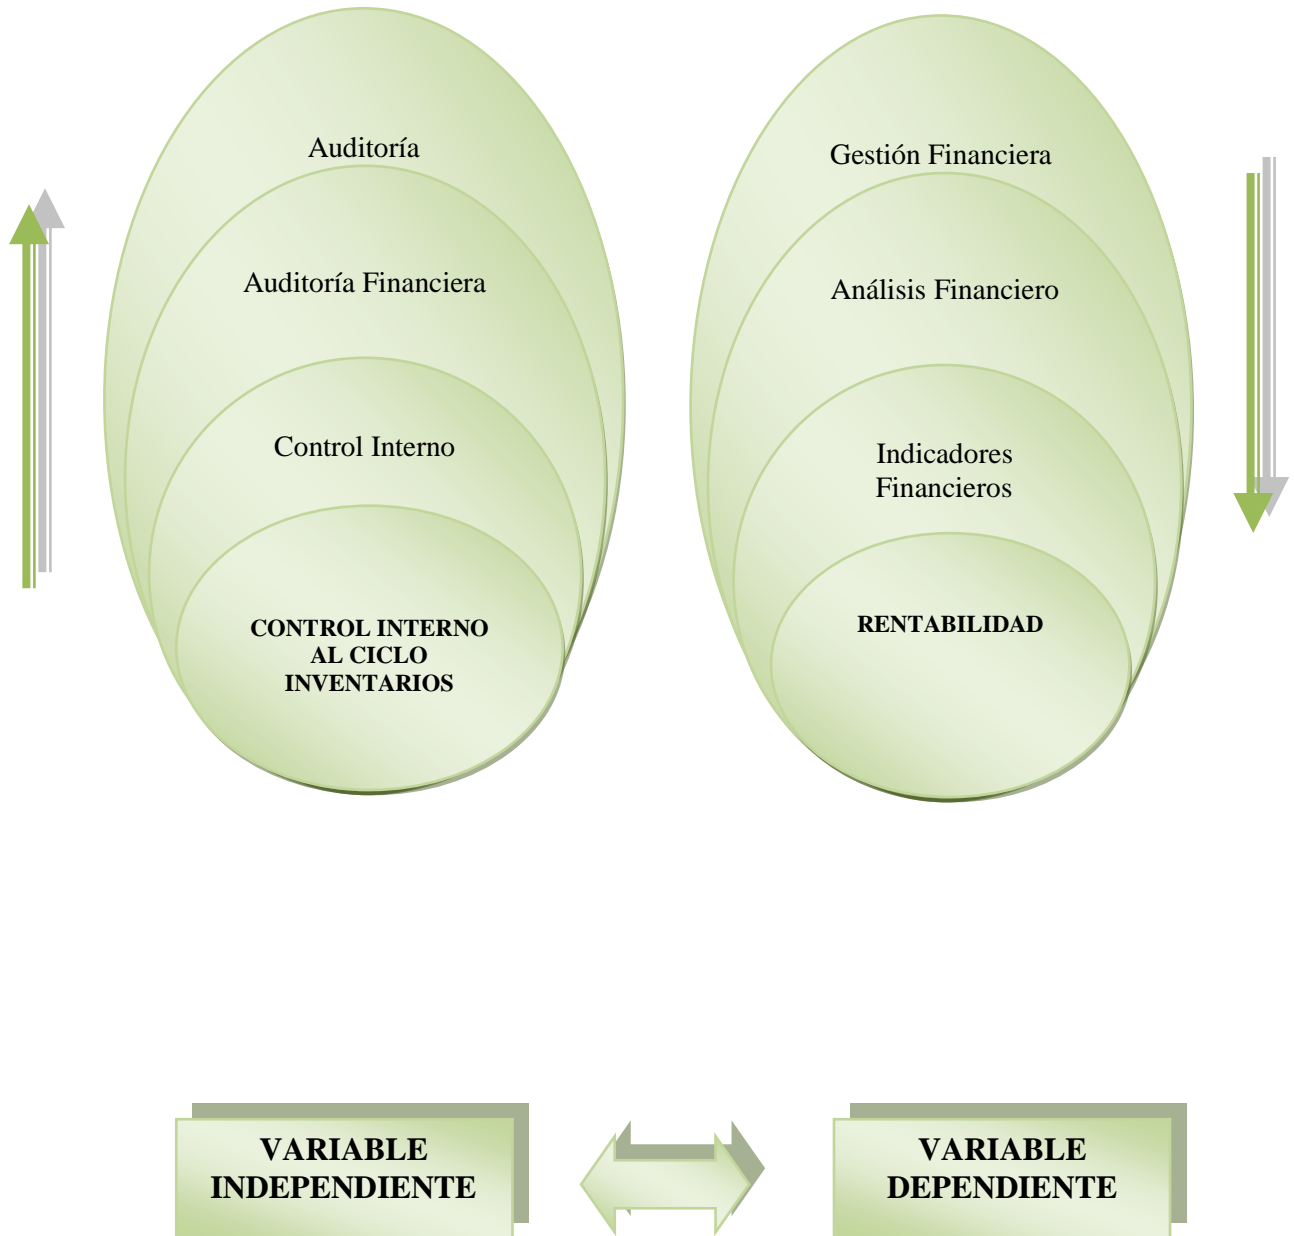 Auditoría
Auditoría Financiera
Control Interno
CONTROL INTERNO
AL CICLO
INVENTARIOS
Gestión Financiera
Análisis Financiero
Indicadores
Financieros
RENTABILIDAD
VARIABLE
INDEPENDIENTE
VARIABLE
DEPENDIENTE